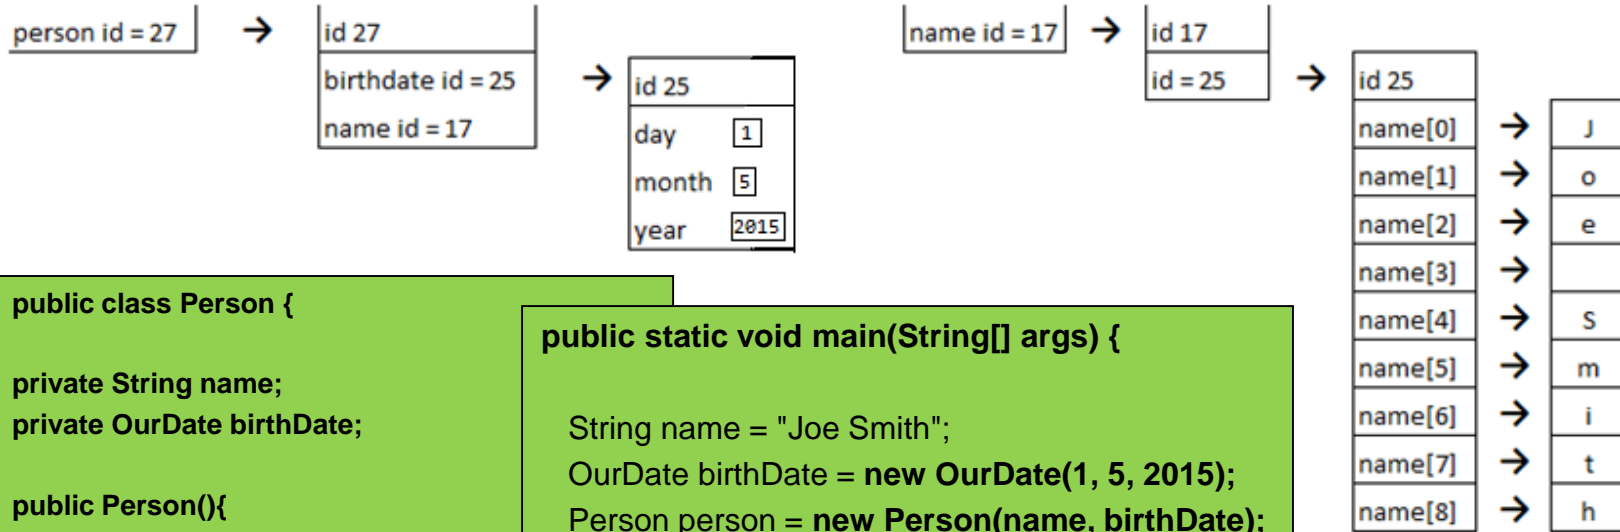 person id = 27 → id 27
birthdate id = 25 →
name id = 17
id 25
day 1
month 5
year 2015
name id = 17 → id 17
id = 25 → id 25
name[0] → J
name[1] → o
name[2] → e
name[3] →
name[4] → S
name[5] → m
name[6] → i
name[7] → t
name[8] → h
public class Person {
private String name;
private OurDate birthDate;
public Person(){
public static void main(String[] args) {
String name = "Joe Smith";
OurDate birthDate = new OurDate(1, 5, 2015);
Person person = new Person(name, birthDate);